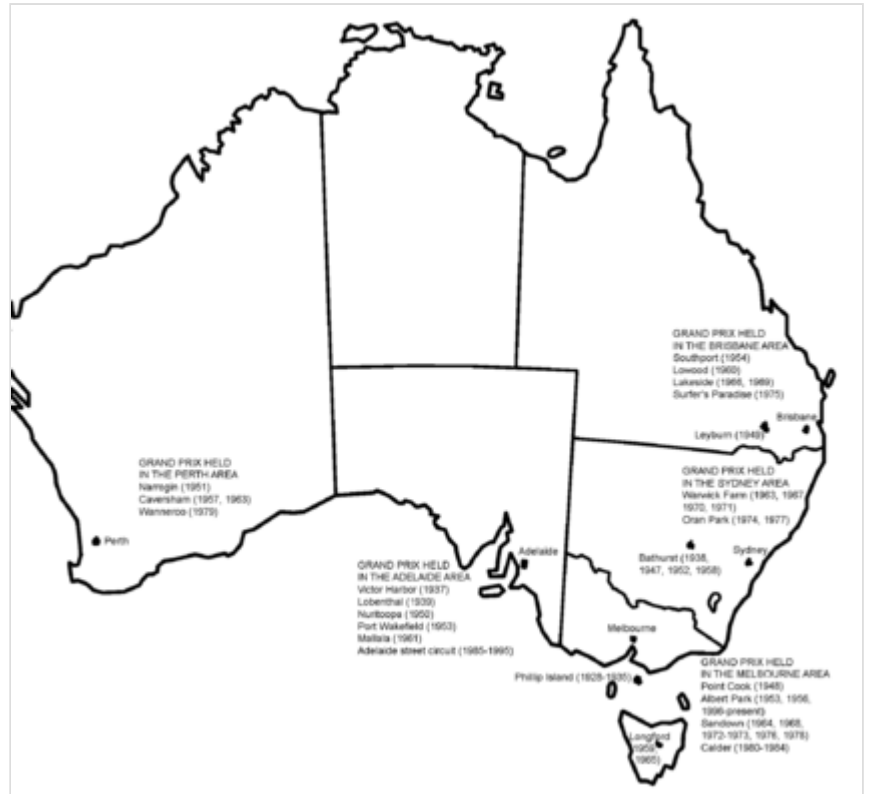 GRAND PRIX HELD
IN THE BRISBANE AREA
Southport (1954)
Lowood (1960)
Lakeside (1966, 1969)
Surfer's Paradise (1975)
Brisbane
Leyburn (1949)
GRAND PRIX HELD
IN THE PERTH AREA
Narrogin (1951)
Caversham (1957, 1963)
Wanneroo (1979)
Perth
GRAND PRIX HELD
IN THE SYDNEY AREA
Warwick Farm (1963, 1967
1970, 1971)
Oran Park (1974, 1977)
Bathurst (1938,
1947, 1952, 1958)
Sydney
Adelaide
GRAND PRIX HELD
IN THE ADELAIDE AREA
Victor Harbor (1937)
Lobenthal (1939)
Nuritoopa (1950)
Port Wakefield (1953)
Mallala (1961)
Adelaide street circuit (1985-1995)
Melbourne
Phillip Island (1928-1935)
GRAND PRIX HELD
IN THE MELBOURNE AREA
Point Cook (1948)
Albert Park (1953, 1956,
1996-present)
Sandown (1964, 1968,
1972-1973, 1976, 1978)
Calder (1980-1984)
Longford
(1959,
1965)